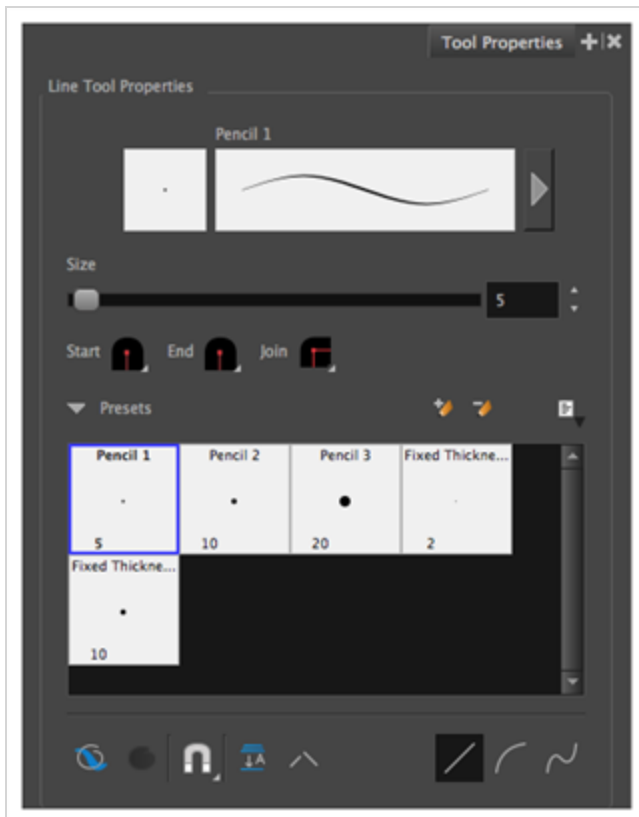 Tool Properties
Line Tool Properties
Pencil 1
Size
5
Start End Join
Presets
Pencil 1 Pencil 2 Pencil 3 Fixed Thickne...
5 10 20 2
Fixed Thickne...
10
A